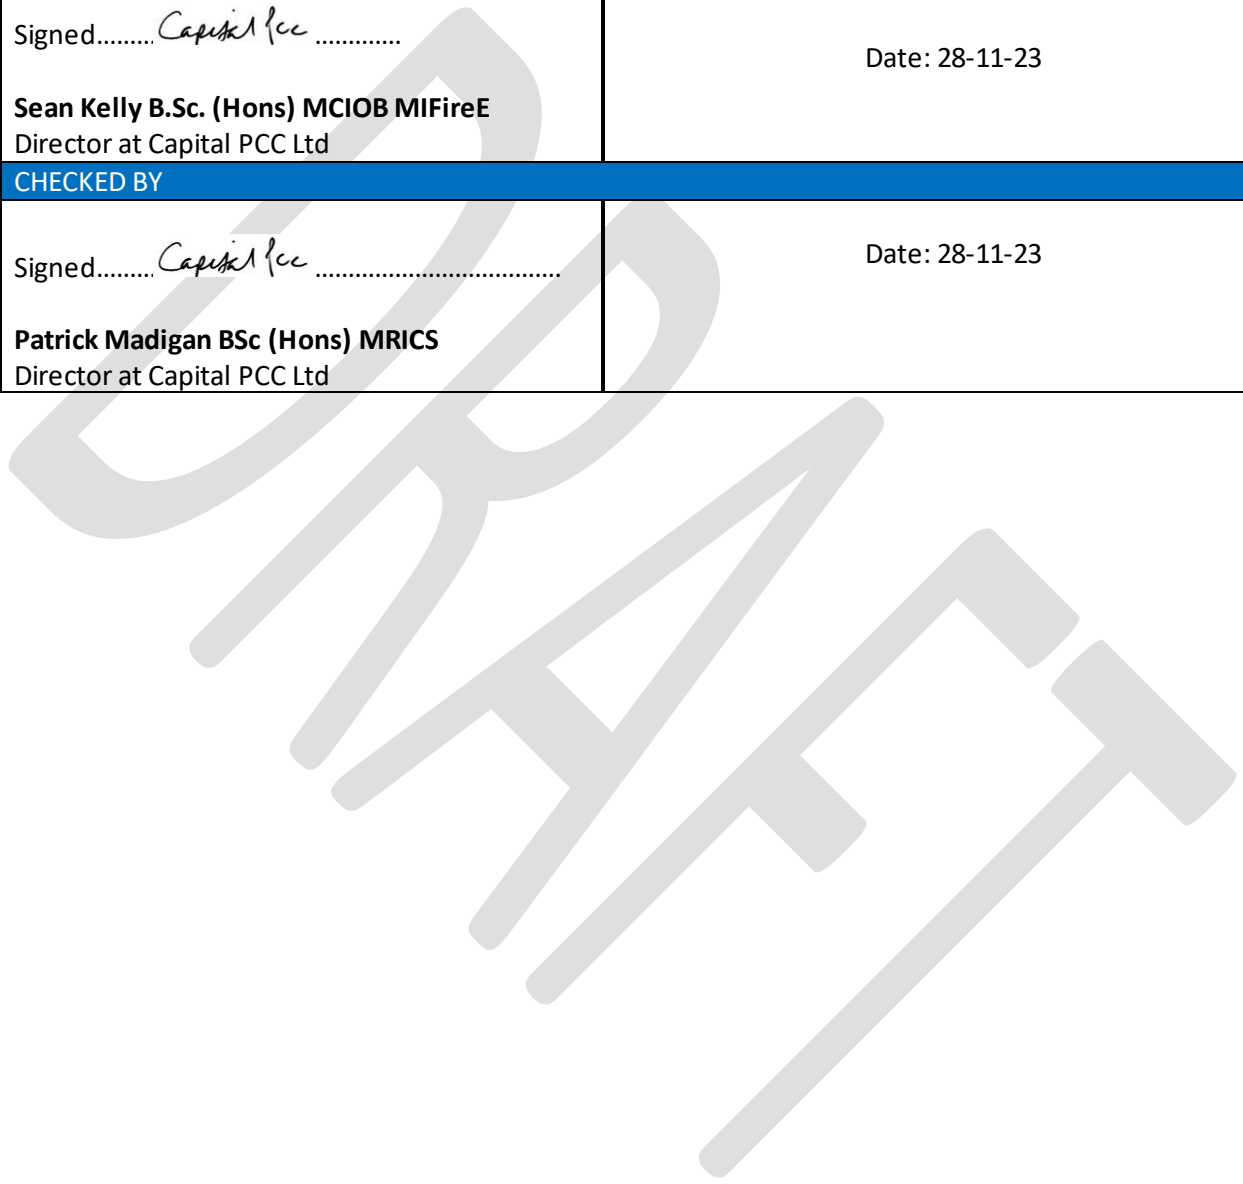 Signed......... Capital Pcc .............
Date: 28-11-23
Sean Kelly B.Sc. (Hons) MCIOB MIFireE
Director at Capital PCC Ltd
CHECKED BY
Signed......... Capital Pcc ...................................
Date: 28-11-23
Patrick Madigan BSc (Hons) MRICS
Director at Capital PCC Ltd
DRAFT